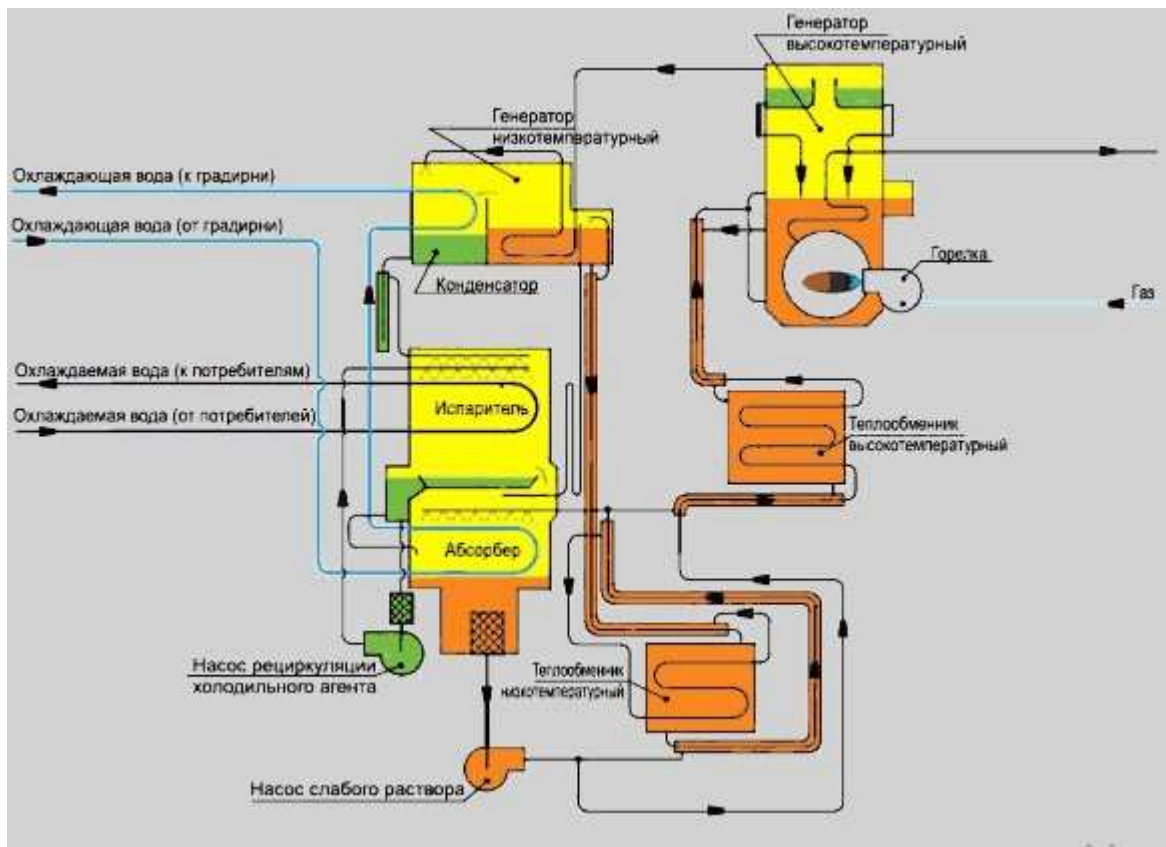 Генератор
высокотемпературный
Генератор
низкотемпературный
Охлаждающая вода (к градирни)
Охлаждающая вода (от градирни)
Конденсатор
Горелка
Газ
Охлаждаемая вода (к потребителям)
Испаритель
Охлаждаемая вода (от потребителей)
Теплообменник
высокотемпературный
Абсорбер
Насос рециркуляции
холодильного агента
Теплообменник
низкотемпературный
Насос слабого раствора